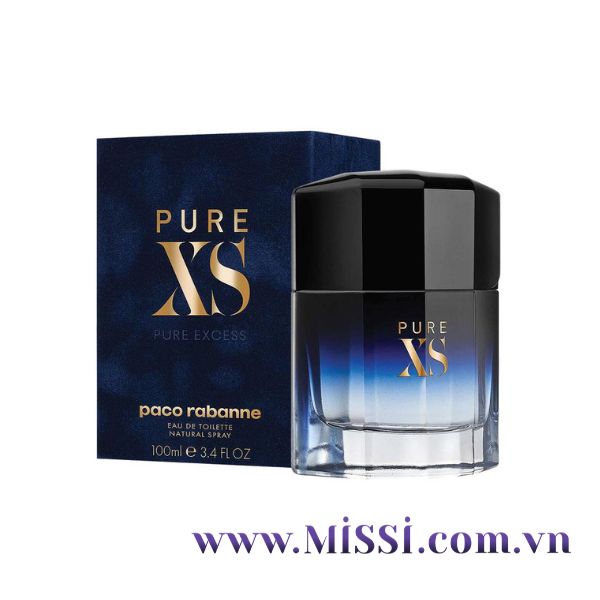 PURE
XS
PURE EXCESS
paco rabanne
EAU DE TOILETTE
NATURAL SPRAY
100ml e 3.4 FL OZ
PURE
XS
www.MiSSi.com.vn